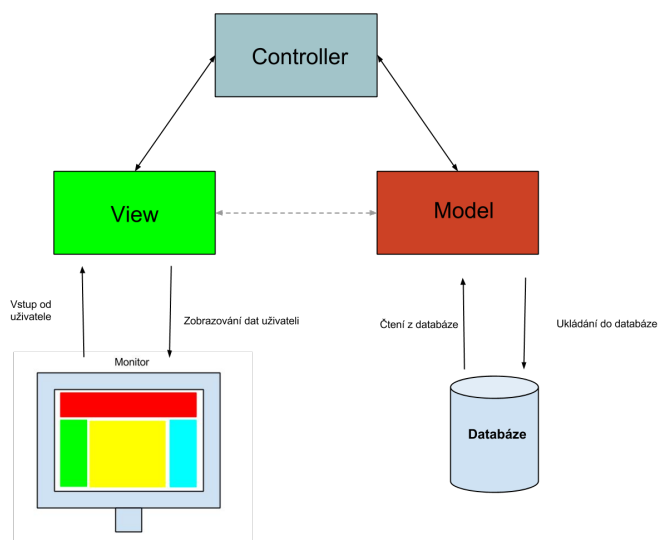 Controller
View
Model
Vstup od
uživatele
Zobrazování dat uživateli
Čtení z databáze
Ukládání do databáze
Monitor
Databáze